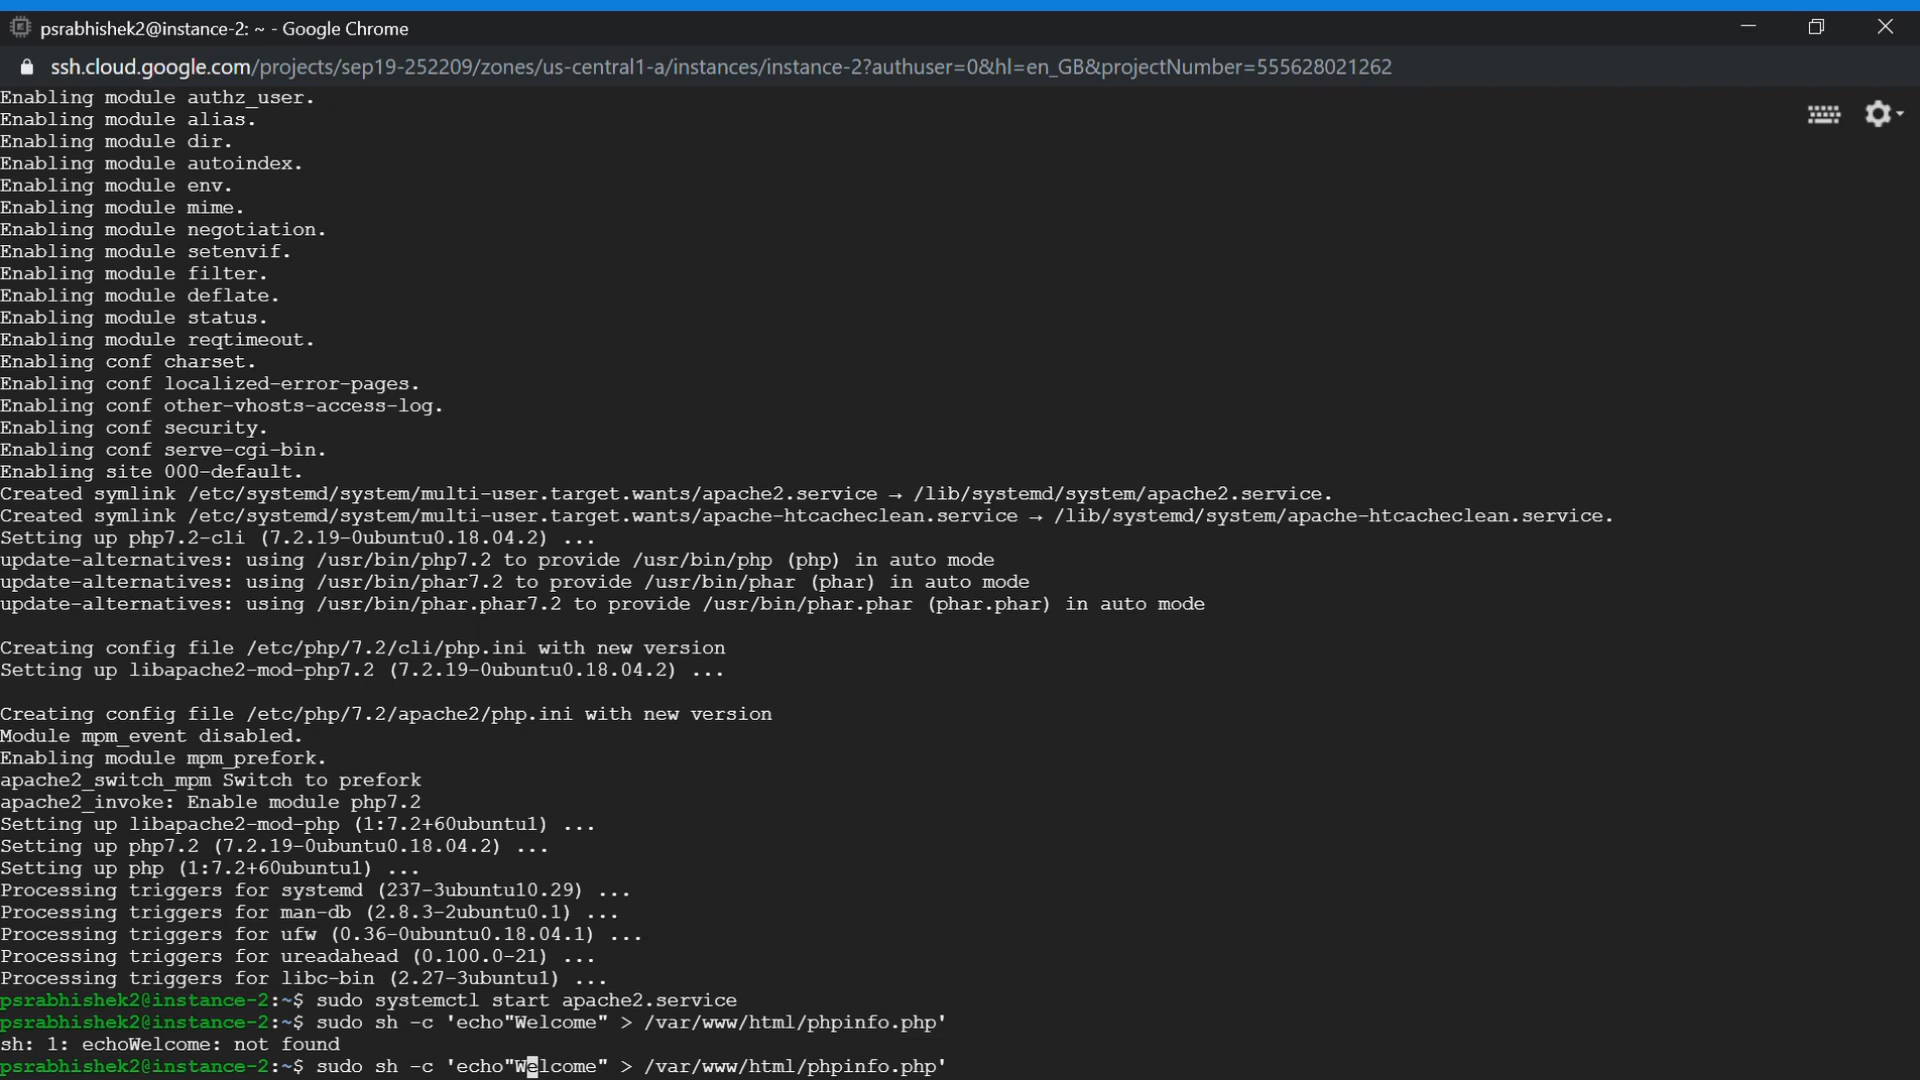 psrabhishek2@instance-2: ~ - Google Chrome
ssh.cloud.google.com/projects/sep19-252209/zones/us-central1-a/instances/instance-2?authuser=0&hl=en_GB&projectNumber=555628021262
Enabling module authz_user.
Enabling module alias.
Enabling module dir.
Enabling module autoindex.
Enabling module env.
Enabling module mime.
Enabling module negotiation.
Enabling module setenvif.
Enabling module filter.
Enabling module deflate.
Enabling module status.
Enabling module reqtimeout.
Enabling conf charset.
Enabling conf localized-error-pages.
Enabling conf other-vhosts-access-log.
Enabling conf security.
Enabling conf serve-cgi-bin.
Enabling site 000-default.
Created symlink /etc/systemd/system/multi-user.target.wants/apache2.service → /lib/systemd/system/apache2.service.
Created symlink /etc/systemd/system/multi-user.target.wants/apache-htcacheclean.service → /lib/systemd/system/apache-htcacheclean.service.
Setting up php7.2-cli (7.2.19-0ubuntu0.18.04.2) ...
update-alternatives: using /usr/bin/php7.2 to provide /usr/bin/php (php) in auto mode
update-alternatives: using /usr/bin/phar7.2 to provide /usr/bin/phar (phar) in auto mode
update-alternatives: using /usr/bin/phar.phar7.2 to provide /usr/bin/phar.phar (phar.phar) in auto mode
Creating config file /etc/php/7.2/cli/php.ini with new version
Setting up libapache2-mod-php7.2 (7.2.19-0ubuntu0.18.04.2) ...
Creating config file /etc/php/7.2/apache2/php.ini with new version
Module mpm_event disabled.
Enabling module mpm_prefork.
apache2_switch_mpm Switch to prefork
apache2_invoke: Enable module php7.2
Setting up libapache2-mod-php (1:7.2+60ubuntu1) ...
Setting up php7.2 (7.2.19-0ubuntu0.18.04.2) ...
Setting up php (1:7.2+60ubuntu1) ...
Processing triggers for systemd (237-3ubuntu10.29) ...
Processing triggers for man-db (2.8.3-2ubuntu0.1) ...
Processing triggers for ufw (0.36-0ubuntu0.18.04.1) ...
Processing triggers for ureadahead (0.100.0-21) ...
Processing triggers for libc-bin (2.27-3ubuntu1) ...
psrabhishek2@instance-2:~$ sudo systemctl start apache2.service
psrabhishek2@instance-2:~$ sudo sh -c 'echo"Welcome" > /var/www/html/phpinfo.php'
sh: 1: echoWelcome: not found
psrabhishek2@instance-2:~$ sudo sh -c 'echo"Welcome" > /var/www/html/phpinfo.php'